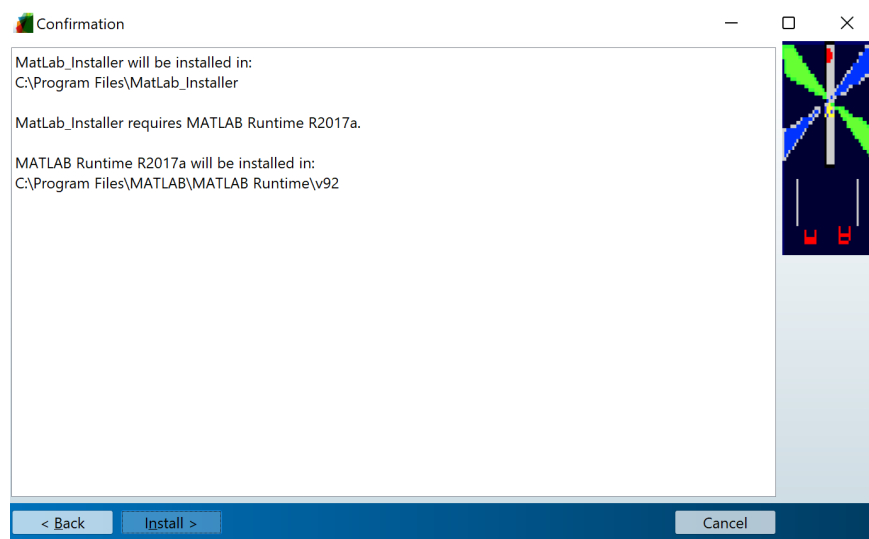 Confirmation
MatLab_Installer will be installed in:
C:\Program Files\MatLab_Installer
MatLab_Installer requires MATLAB Runtime R2017a.
MATLAB Runtime R2017a will be installed in:
C:\Program Files\MATLAB\MATLAB Runtime\v92
< Back
Install >
Cancel